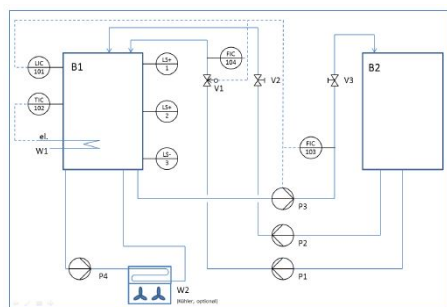 LIC
101
B1
LS+
1
FIC
104
V1
V2
V3
B2
TIC
102
LS+
2
el.
W1
LS-
3
FIC
103
P3
P2
P4
P1
W2
(Kühler, optional)